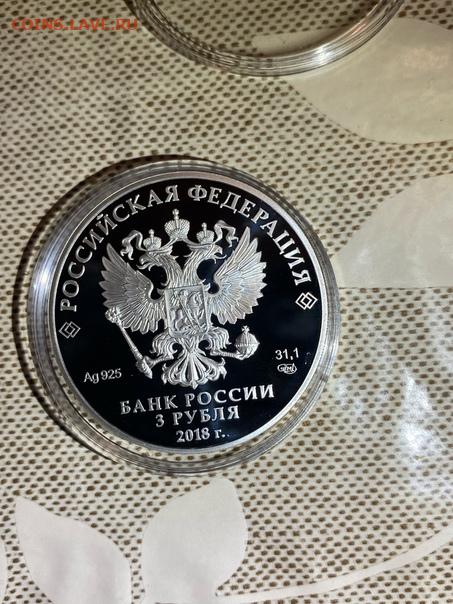 COINS.LAVE.RU
РОССИЙСКАЯ ФЕДЕРАЦИЯ
Ag 925
31,1
БАНК РОССИИ
3 РУБЛЯ
2018 г.